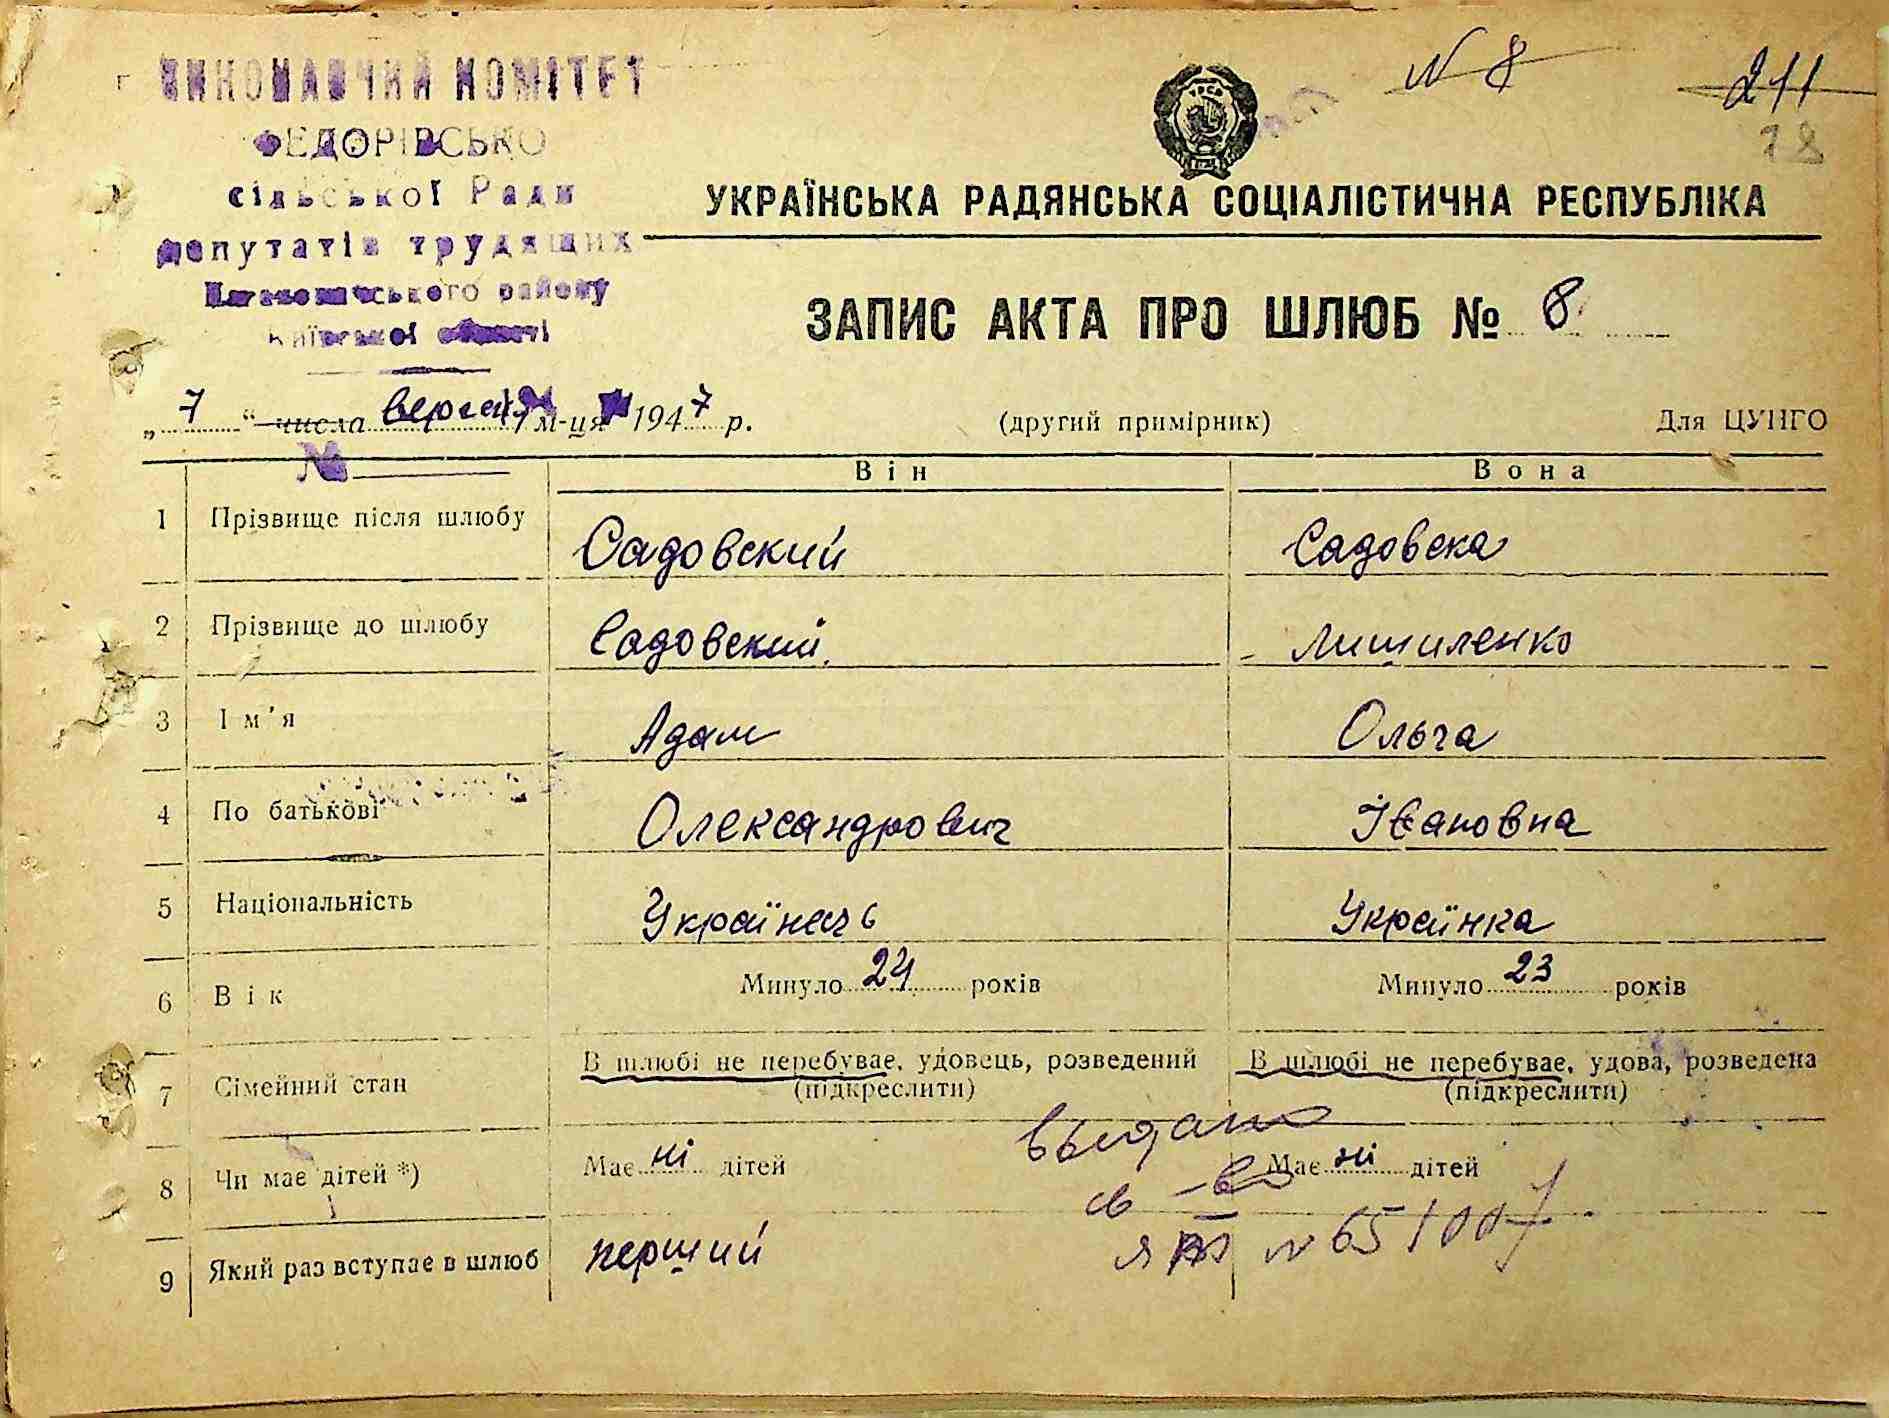 ВИКОНАВЧИЙ КОМІТЕТ
ФЕДОРІВСЬКО
сільської Ради
депутатів трудящих
району
Київської області
N 8
211
18
УКРАЇНСЬКА РАДЯНСЬКА СОЦІАЛІСТИЧНА РЕСПУБЛІКА
ЗАПИС АКТА ПРО ШЛЮБ № 8
„ 7 “ числа вересня м-ця 1947 р. (другий примірник) Для ЦУНГО
№
Він Вона
1 Прізвище після шлюбу Садовский Садовска
2 Прізвище до шлюбу Садовский Лишиленко
3 Ім'я Адам Ольга
4 По батькові Олександрович Івановна
5 Національність Українець Українка
6 Вік Минуло 24 років Минуло 23 років
7 Сімейний стан В шлюбі не перебуває, удовець, розведений В шлюбі не перебуває, удова, розведена
(підкреслити) (підкреслити)
выдано
8 Чи має дітей *) Має ні дітей Має ні дітей
св-во
9 Який раз вступає в шлюб перший
N 651007